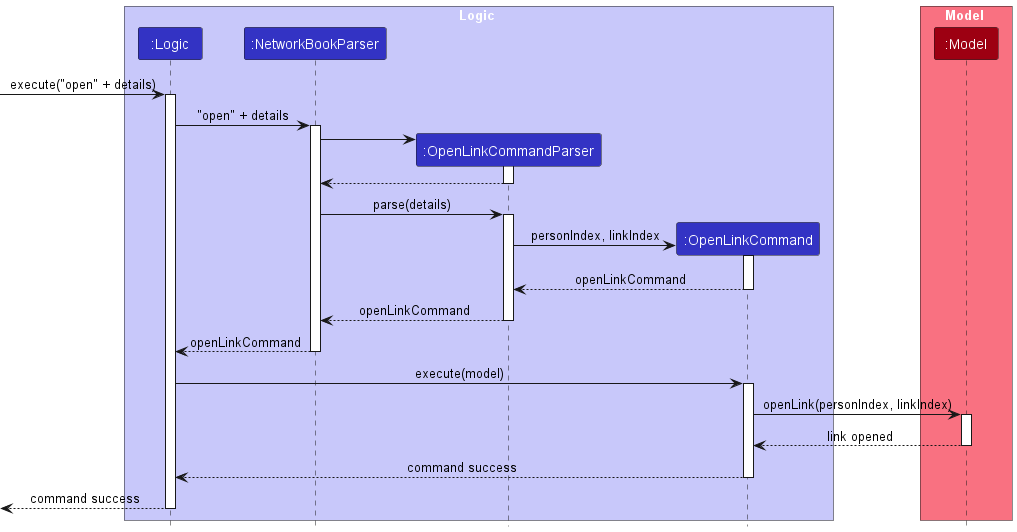 Logic
Model
:Logic
:NetworkBookParser
:Model
execute("open" + details)
"open" + details
:OpenLinkCommandParser
parse(details)
personIndex, linkIndex
:OpenLinkCommand
openLinkCommand
openLinkCommand
openLinkCommand
execute(model)
openLink(personIndex, linkIndex)
link opened
command success
command success